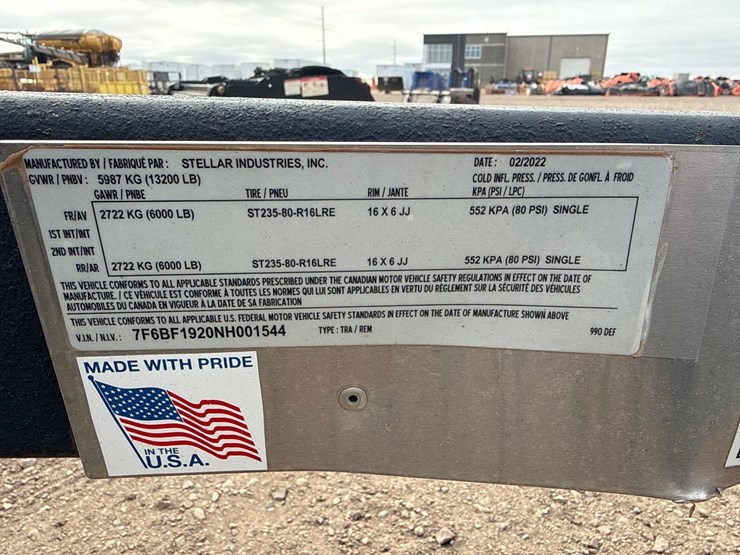 MANUFACTURED BY / FABRIQUÉ PAR : STELLAR INDUSTRIES, INC. DATE : 02/2022
GVWR / PNBV : 5987 KG (13200 LB) COLD INFL. PRESS. / PRESS. DE GONFL. À FROID
GAWR / PNBE TIRE / PNEU RIM / JANTE KPA (PSI / LPC)
FR/AV 2722 KG (6000 LB) ST235-80-R16LRE 16 X 6 JJ 552 KPA (80 PSI) SINGLE
1ST INT/INT
2ND INT/INT
RR/AR 2722 KG (6000 LB) ST235-80-R16LRE 16 X 6 JJ 552 KPA (80 PSI) SINGLE
THIS VEHICLE CONFORMS TO ALL APPLICABLE STANDARDS PRESCRIBED UNDER THE CANADIAN MOTOR VEHICLE SAFETY REGULATIONS IN EFFECT ON THE DATE OF
MANUFACTURE. / CE VÉHICULE EST CONFORME À TOUTES LES NORMES QUI LUI SONT APPLICABLES EN VERTU DU RÈGLEMENT SUR LA SÉCURITÉ DES VÉHICULES
AUTOMOBILES DU CANADA EN VIGUEUR À LA DATE DE SA FABRICATION
THIS VEHICLE CONFORMS TO ALL APPLICABLE U.S. FEDERAL MOTOR VEHICLE SAFETY STANDARDS IN EFFECT ON THE DATE OF MANUFACTURE SHOWN ABOVE
V.I.N. / N.I.V. : 7F6BF1920NH001544 TYPE : TRA / REM 990 DEF
MADE WITH PRIDE
IN THE
U.S.A.